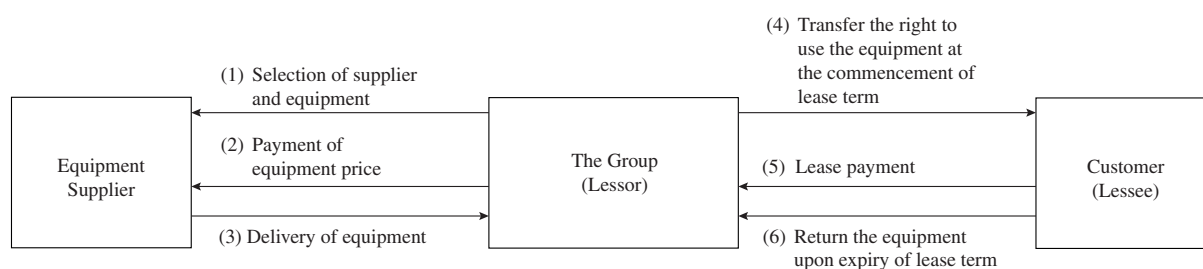 (4) Transfer the right to
use the equipment at
the commencement of
lease term
(1) Selection of supplier
and equipment
(2) Payment of
equipment price
Equipment
Supplier
The Group
(Lessor)
(5) Lease payment
Customer
(Lessee)
(3) Delivery of equipment
(6) Return the equipment
upon expiry of lease term